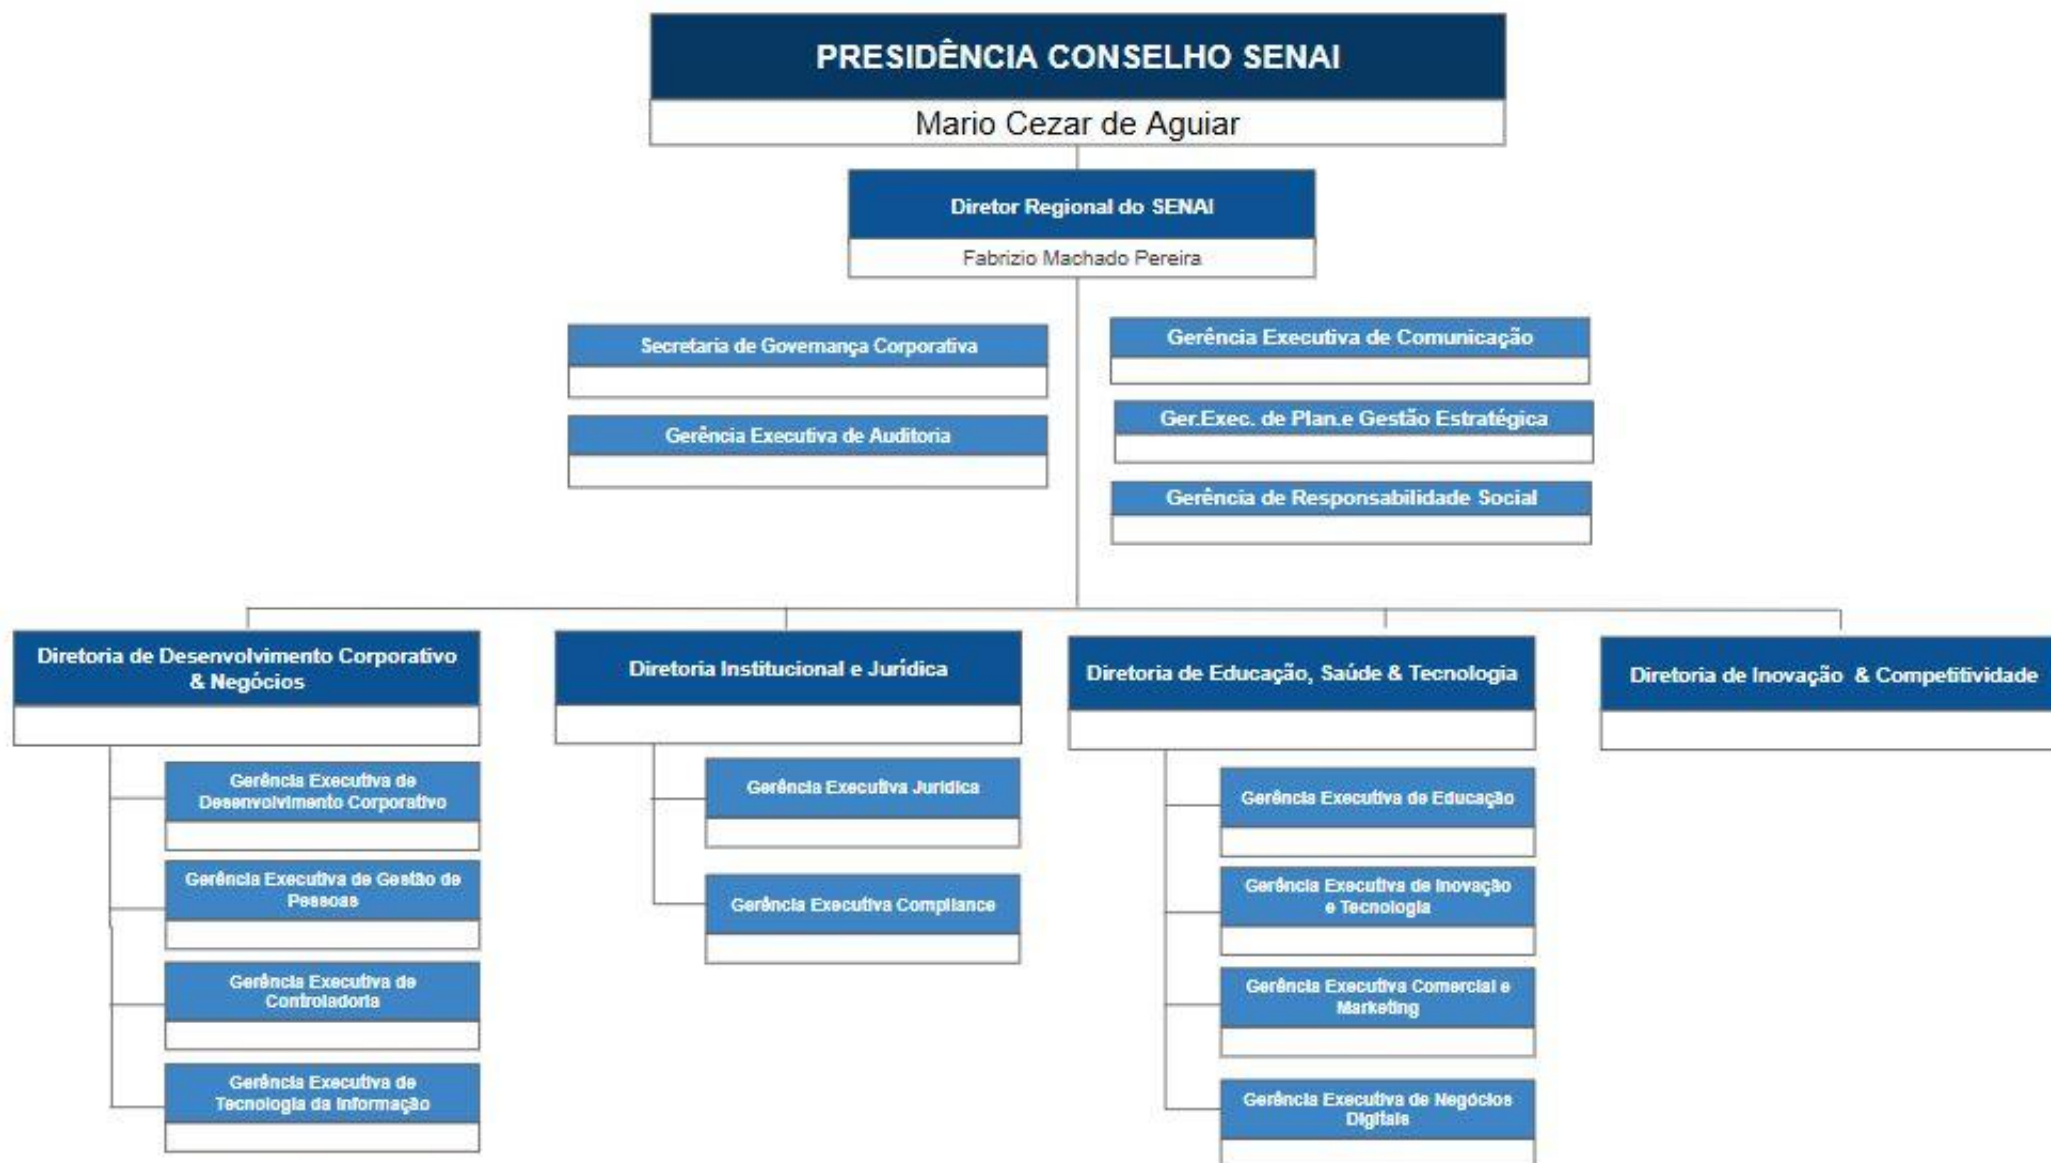 PRESIDÊNCIA CONSELHO SENAI
Mario Cezar de Aguiar
Diretor Regional do SENAI
Fabrizio Machado Pereira
Secretaria de Governança Corporativa
Gerência Executiva de Auditoria
Gerência Executiva de Comunicação
Ger.Exec. de Plan.e Gestão Estratégica
Gerência de Responsabilidade Social
Diretoria de Desenvolvimento Corporativo
& Negócios
Gerência Executiva de
Desenvolvimento Corporativo
Gerência Executiva de Gestão de
Pessoas
Gerência Executiva de
Controladoria
Gerência Executiva de
Tecnologia da Informação
Diretoria Institucional e Jurídica
Gerência Executiva Jurídica
Gerência Executiva Compliance
Diretoria de Educação, Saúde & Tecnologia
Gerência Executiva de Educação
Gerência Executiva de Inovação
e Tecnologia
Gerência Executiva Comercial e
Marketing
Gerência Executiva de Negócios
Digitais
Diretoria de Inovação & Competitividade